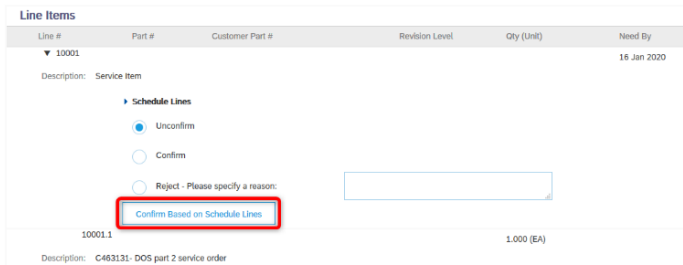 Line Items
Line # Part # Customer Part # Revision Level Qty (Unit) Need By
10001 16 Jan 2020
Description: Service Item
Schedule Lines
Unconfirm
Confirm
Reject - Please specify a reason:
Confirm Based on Schedule Lines
10001.1 1.000 (EA)
Description: C463131- DOS part 2 service order